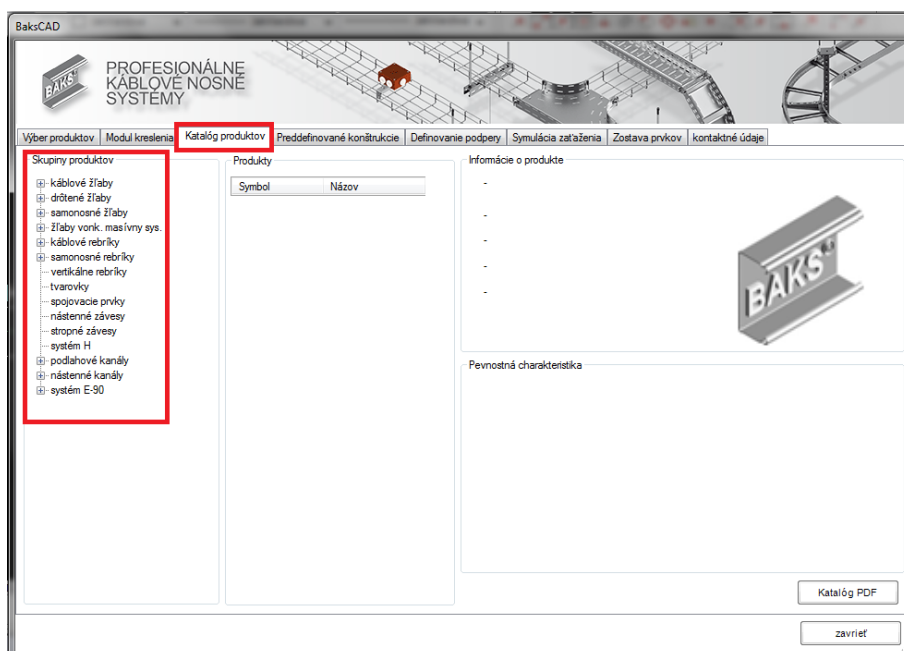 BaksCAD
BAKS
PROFESIONÁLNE
KÁBLOVÉ NOSNÉ
SYSTÉMY
Výber produktov
Modul kreslenia
Katalóg produktov
Preddefinované konštrukcie
Definovanie podpery
Symulácia zaťaženia
Zostava prvkov
kontaktné údaje
Skupiny produktov
káblové žľaby
drôtené žľaby
samonosné žľaby
žľaby vonk. masívny sys.
káblové rebríky
samonosné rebríky
vertikálne rebríky
tvarovky
spojovacie prvky
nástenné závesy
stropné závesy
systém H
podlahové kanály
nástenné kanály
systém E-90
Produkty
Symbol Názov
Informácie o produkte
-
-
-
-
-
BAKS®
Pevnostná charakteristika
Katalóg PDF
zavrieť